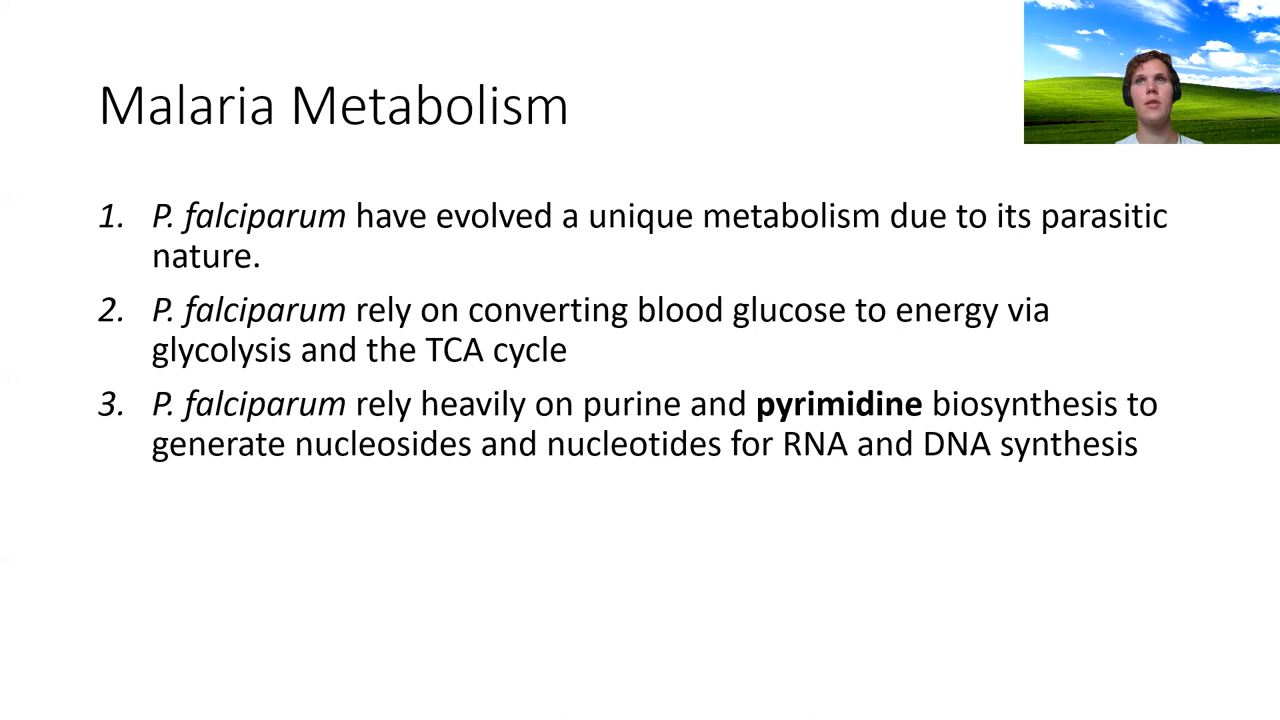 Malaria Metabolism
1. P. falciparum have evolved a unique metabolism due to its parasitic
nature.
2. P. falciparum rely on converting blood glucose to energy via
glycolysis and the TCA cycle
3. P. falciparum rely heavily on purine and pyrimidine biosynthesis to
generate nucleosides and nucleotides for RNA and DNA synthesis